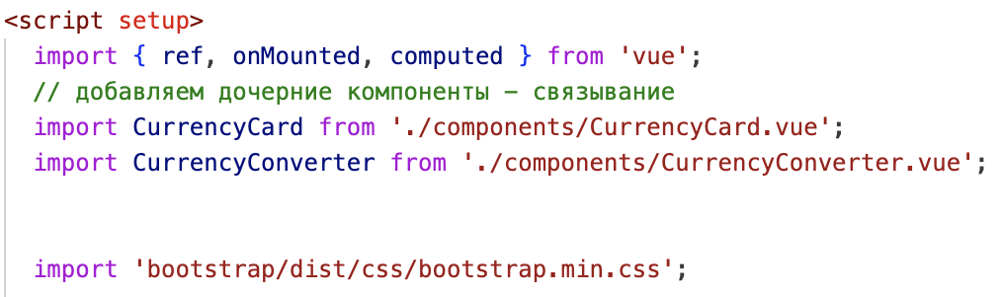 <script setup>
import { ref, onMounted, computed } from 'vue';
// добавляем дочерние компоненты – связывание
import CurrencyCard from './components/CurrencyCard.vue';
import CurrencyConverter from './components/CurrencyConverter.vue';
import 'bootstrap/dist/css/bootstrap.min.css';